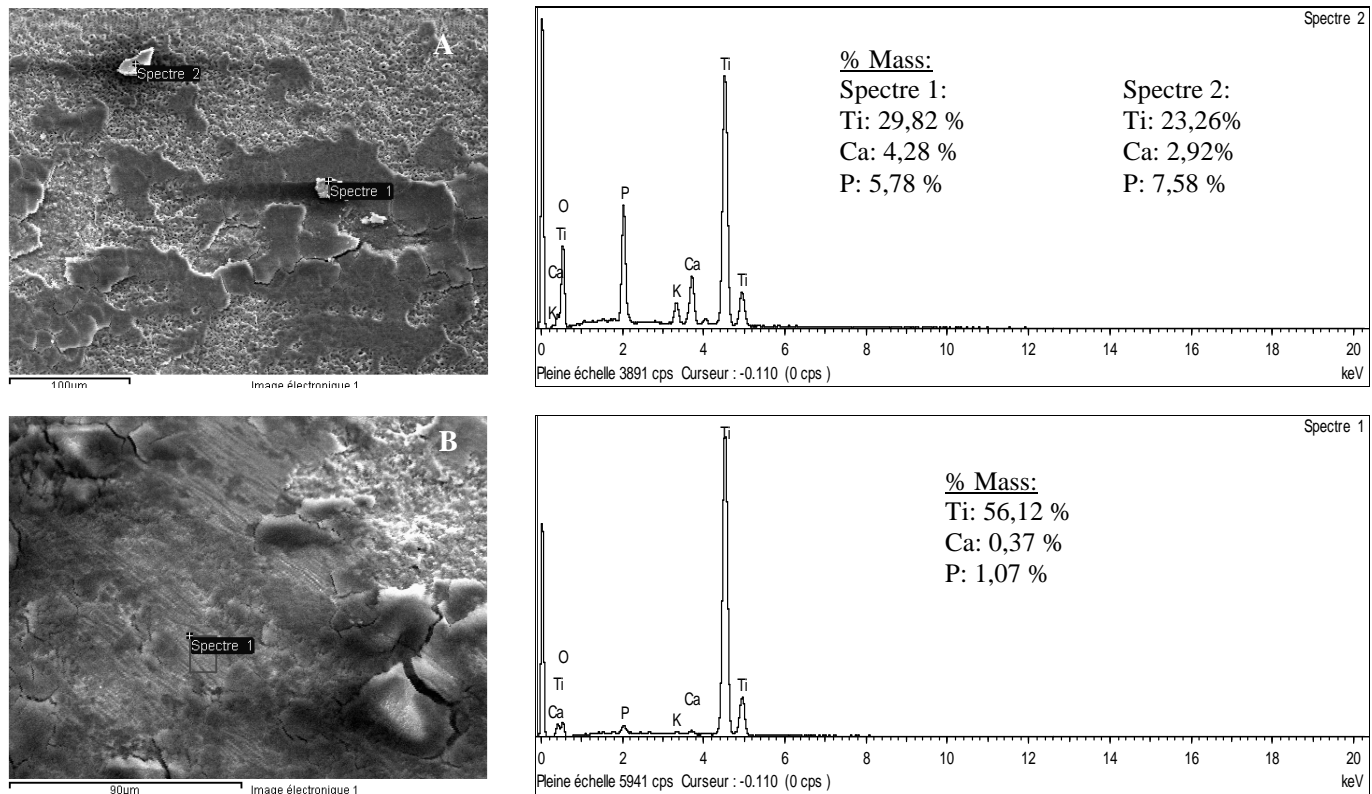 A
Spectre 2
Spectre 1
100µm
Image électronique 1
Spectre 2
% Mass:
Spectre 1:
Ti: 29,82 %
Ca: 4,28 %
P: 5,78 %
Spectre 2:
Ti: 23,26%
Ca: 2,92%
P: 7,58 %
Ti
P
O
Ti
Ca
Ca
K
Ti
K
0 2 4 6 8 10 12 14 16 18 20
Pleine échelle 3891 cps Curseur : -0.110 (0 cps )
keV
B
Spectre 1
90µm
Image électronique 1
Spectre 1
% Mass:
Ti: 56,12 %
Ca: 0,37 %
P: 1,07 %
Ti
O
Ti
Ca
Ca
P
K
Ti
0 2 4 6 8 10 12 14 16 18 20
Pleine échelle 5941 cps Curseur : -0.110 (0 cps )
keV